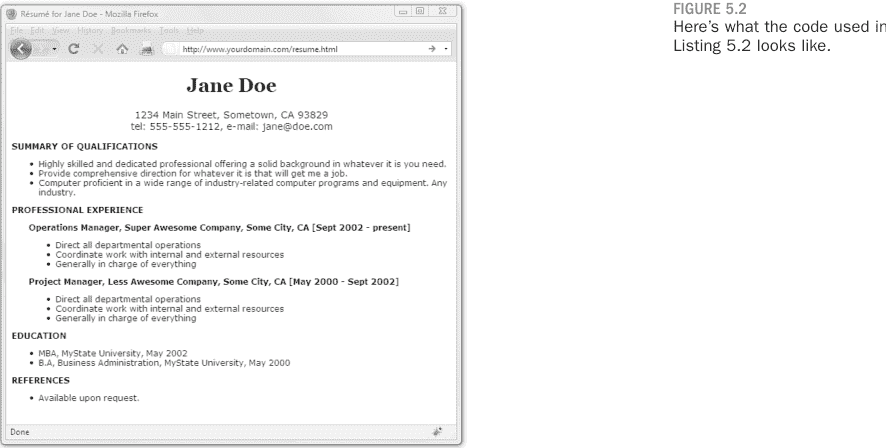 Résumé for Jane Doe - Mozilla Firefox
File Edit View History Bookmarks Tools Help
http://www.yourdomain.com/resume.html
Jane Doe
1234 Main Street, Sometown, CA 93829
tel: 555-555-1212, e-mail: jane@doe.com
SUMMARY OF QUALIFICATIONS
• Highly skilled and dedicated professional offering a solid background in whatever it is you need.
• Provide comprehensive direction for whatever it is that will get me a job.
• Computer proficient in a wide range of industry-related computer programs and equipment. Any
industry.
PROFESSIONAL EXPERIENCE
Operations Manager, Super Awesome Company, Some City, CA [Sept 2002 - present]
• Direct all departmental operations
• Coordinate work with internal and external resources
• Generally in charge of everything
Project Manager, Less Awesome Company, Some City, CA [May 2000 - Sept 2002]
• Direct all departmental operations
• Coordinate work with internal and external resources
• Generally in charge of everything
EDUCATION
• MBA, MyState University, May 2002
• B.A, Business Administration, MyState University, May 2000
REFERENCES
• Available upon request.
Done
FIGURE 5.2
Here's what the code used in
Listing 5.2 looks like.